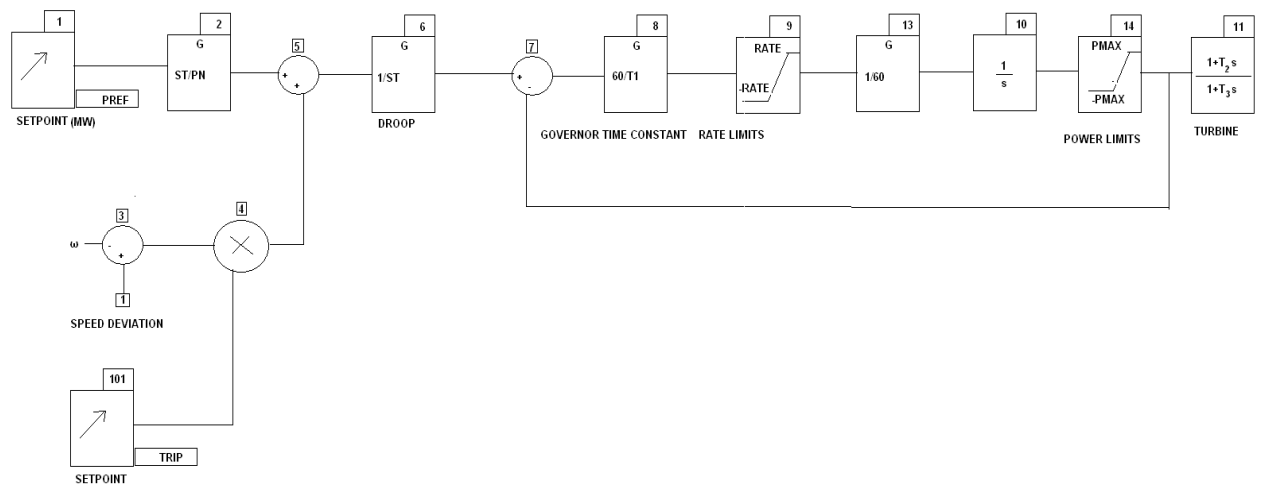 1
PREF
SETPOINT (MW)
2
G
ST/PN
5
+
+
6
G
1/ST
DROOP
7
+
-
8
G
60/T1
GOVERNOR TIME CONSTANT
9
RATE
-RATE
RATE LIMITS
13
G
1/60
10
1
s
14
PMAX
-PMAX
POWER LIMITS
11
1+T2 s
1+T3 s
TURBINE
3
ω
-
+
1
SPEED DEVIATION
4
101
TRIP
SETPOINT